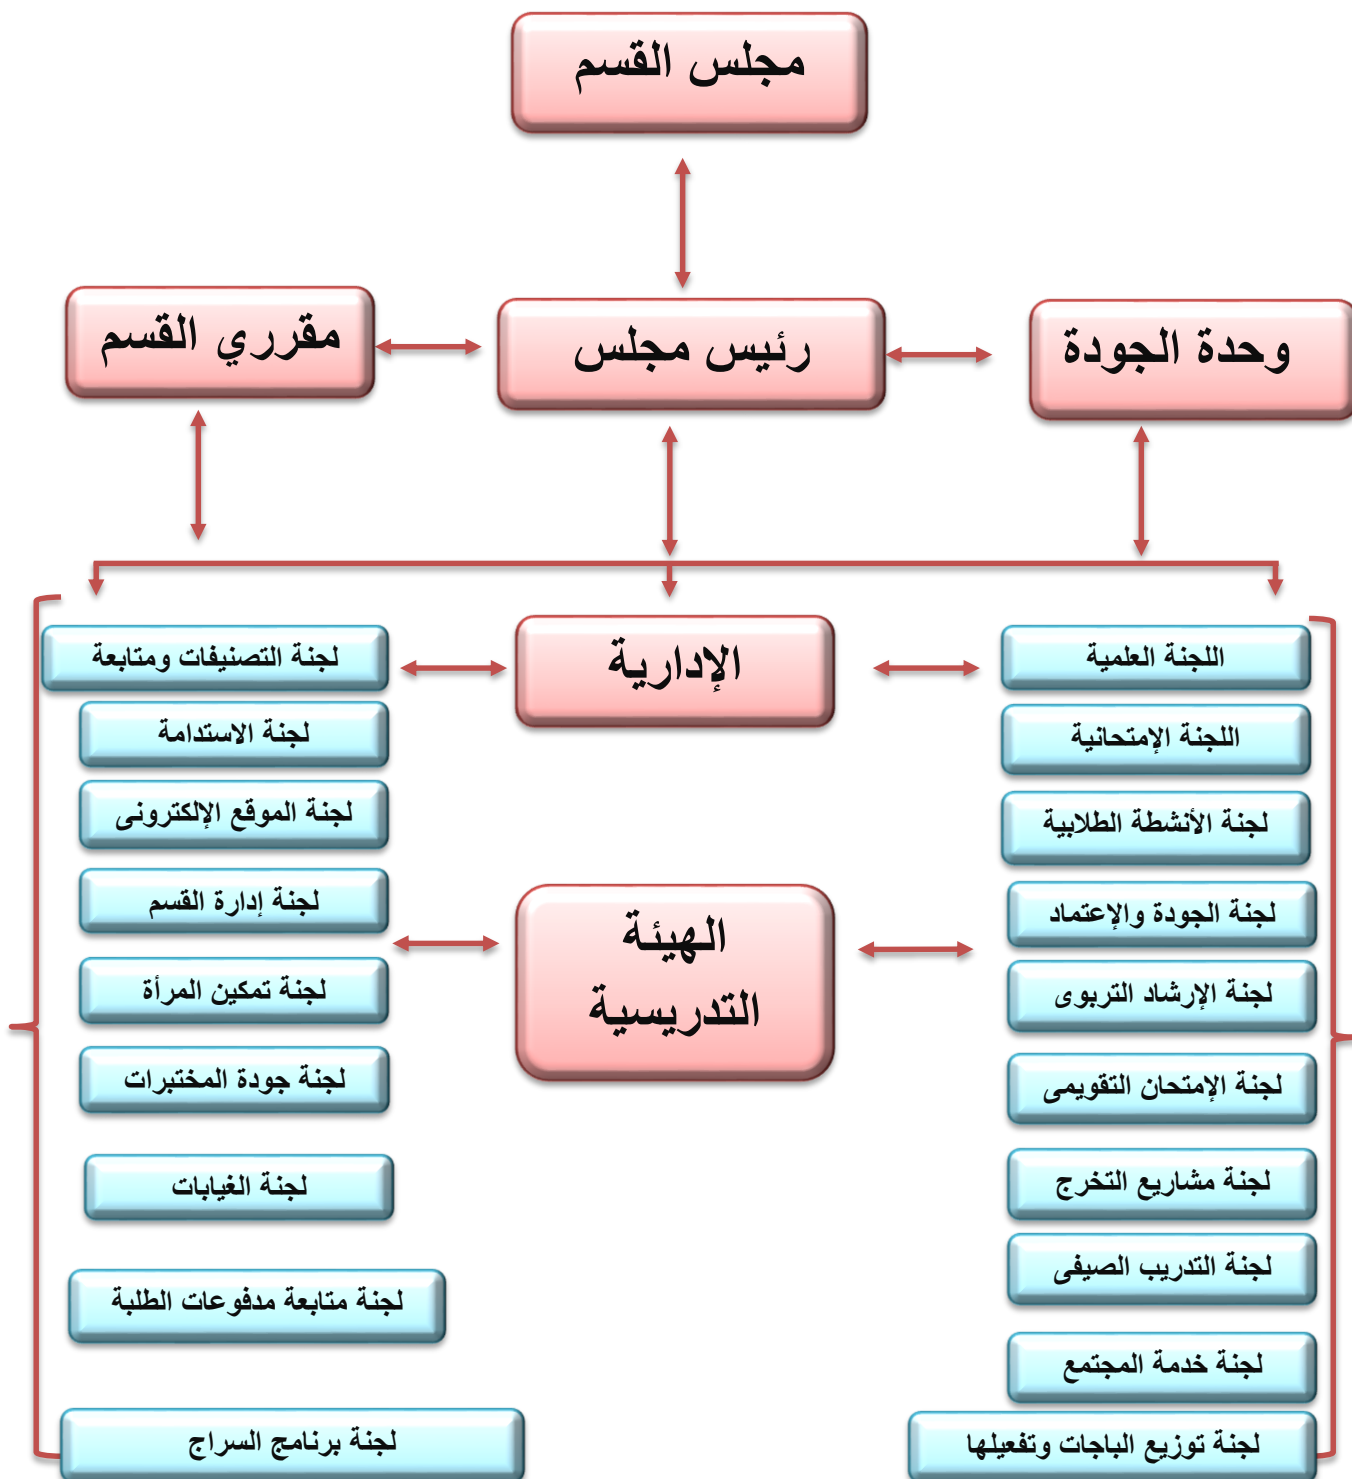 مجلس القسم
وحدة الجودة
رئيس مجلس
مقرري القسم
الإدارية
الهيئة
التدريسية
اللجنة العلمية
اللجنة الإمتحانية
لجنة الأنشطة الطلابية
لجنة الجودة والإعتماد
لجنة الإرشاد التربوى
لجنة الإمتحان التقويمى
لجنة مشاريع التخرج
لجنة التدريب الصيفى
لجنة خدمة المجتمع
لجنة توزيع الباجات وتفعيلها
لجنة التصنيفات ومتابعة
لجنة الاستدامة
لجنة الموقع الإلكترونى
لجنة إدارة القسم
لجنة تمكين المرأة
لجنة جودة المختبرات
لجنة الغيابات
لجنة متابعة مدفوعات الطلبة
لجنة برنامج السراج